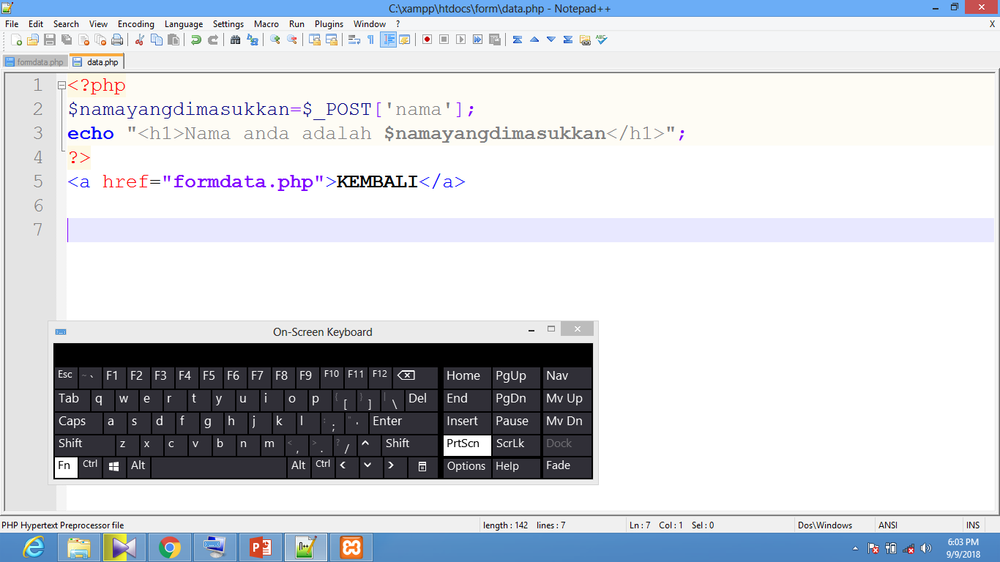 C:\xampp\htdocs\form\data.php - Notepad++
File Edit Search View Encoding Language Settings Macro Run Plugins Window ? X
formdata.php data.php
1 <?php
2 $namayangdimasukkan=$_POST['nama'];
3 echo "<h1>Nama anda adalah $namayangdimasukkan</h1>";
4 ?>
5 <a href="formdata.php">KEMBALI</a>
6
7
On-Screen Keyboard
Esc ~ ` F1 F2 F3 F4 F5 F6 F7 F8 F9 F10 F11 F12 Home PgUp Nav
Tab q w e r t y u i o p { [ } ] | \ Del End PgDn Mv Up
Caps a s d f g h j k l : ; " ' Enter Insert Pause Mv Dn
Shift z x c v b n m < , > . ? / ^ Shift PrtScn ScrLk Dock
Fn Ctrl Alt Alt Ctrl < > Options Help Fade
PHP Hypertext Preprocessor file length : 142 lines : 7 Ln : 7 Col : 1 Sel : 0 Dos\Windows ANSI INS
6:03 PM
9/9/2018